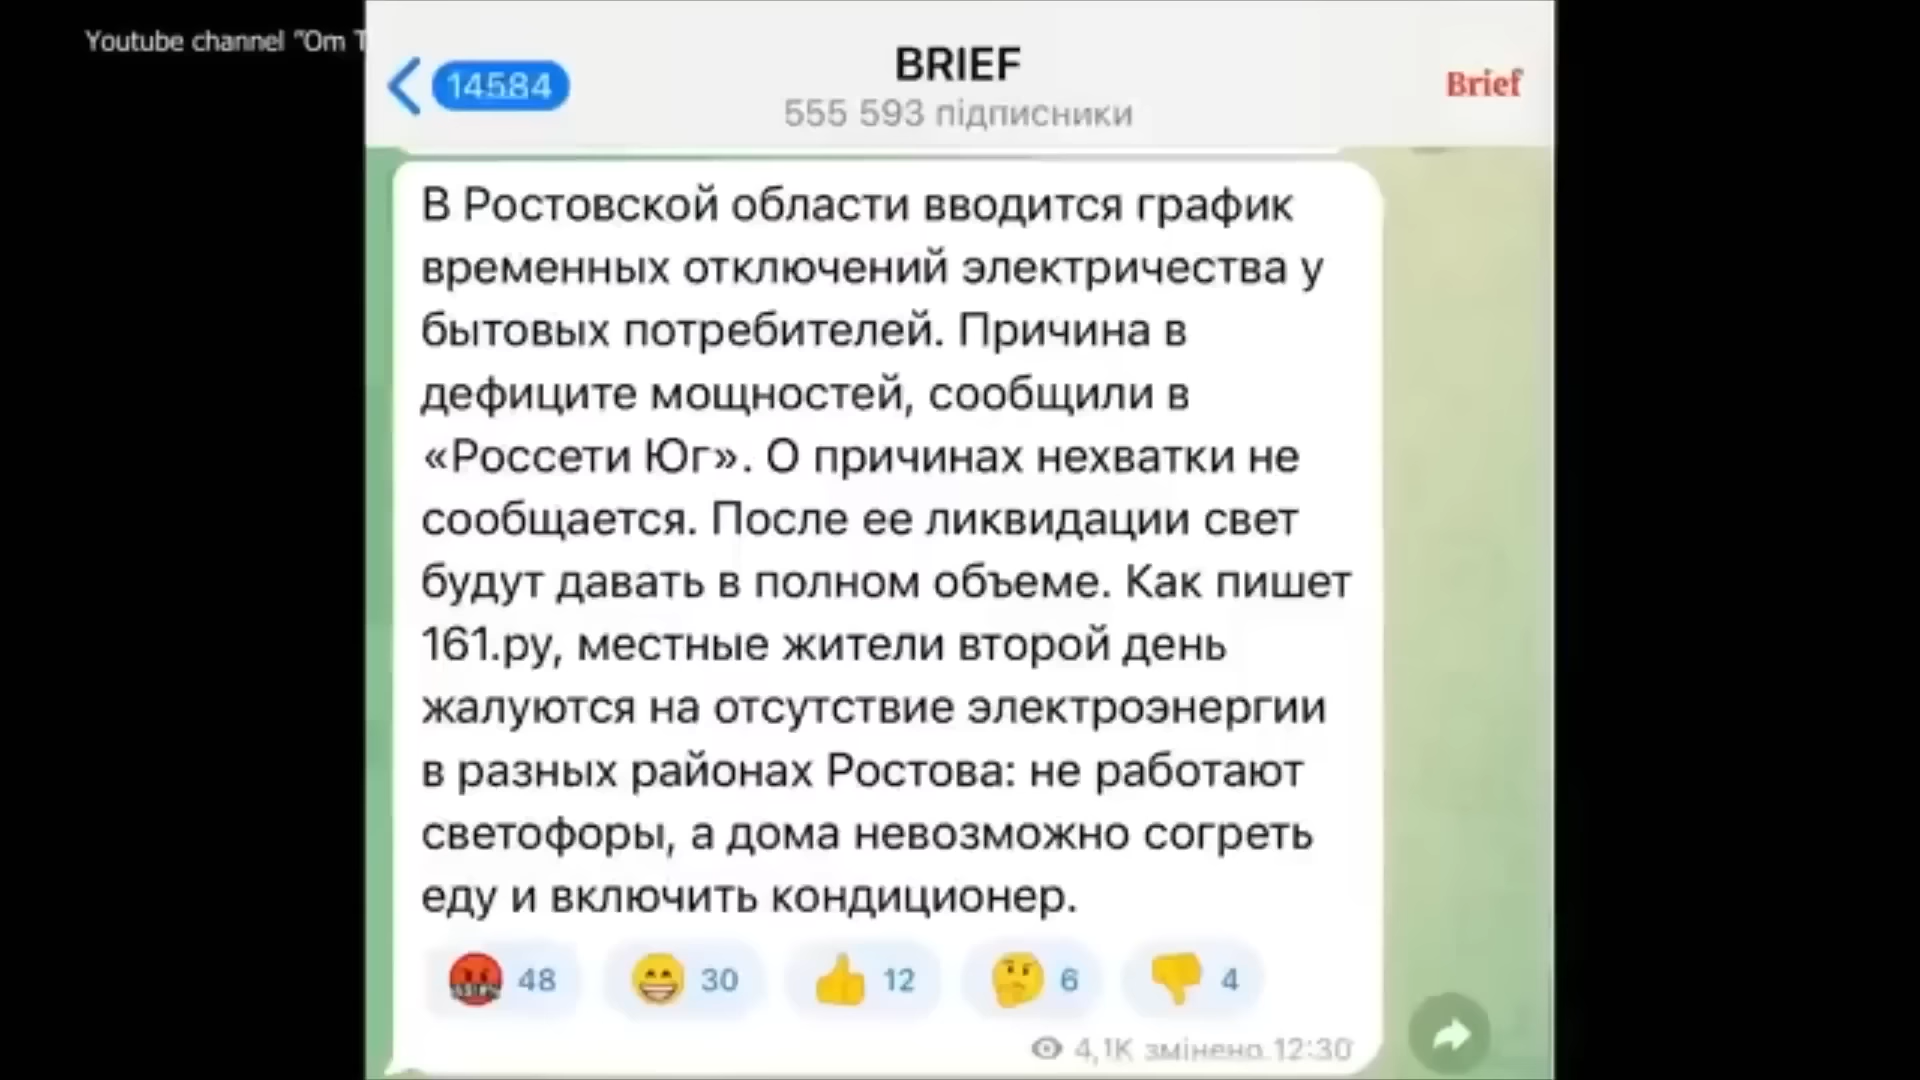 Youtube channel "Om T
14584
BRIEF
555 593 підписники
Brief
В Ростовской области вводится график
временных отключений электричества у
бытовых потребителей. Причина в
дефиците мощностей, сообщили в
«Россети Юг». О причинах нехватки не
сообщается. После ее ликвидации свет
будут давать в полном объеме. Как пишет
161.ру, местные жители второй день
жалуются на отсутствие электроэнергии
в разных районах Ростова: не работают
светофоры, а дома невозможно согреть
еду и включить кондиционер.
48 30 12 6 4
4,1K змінено 12:30